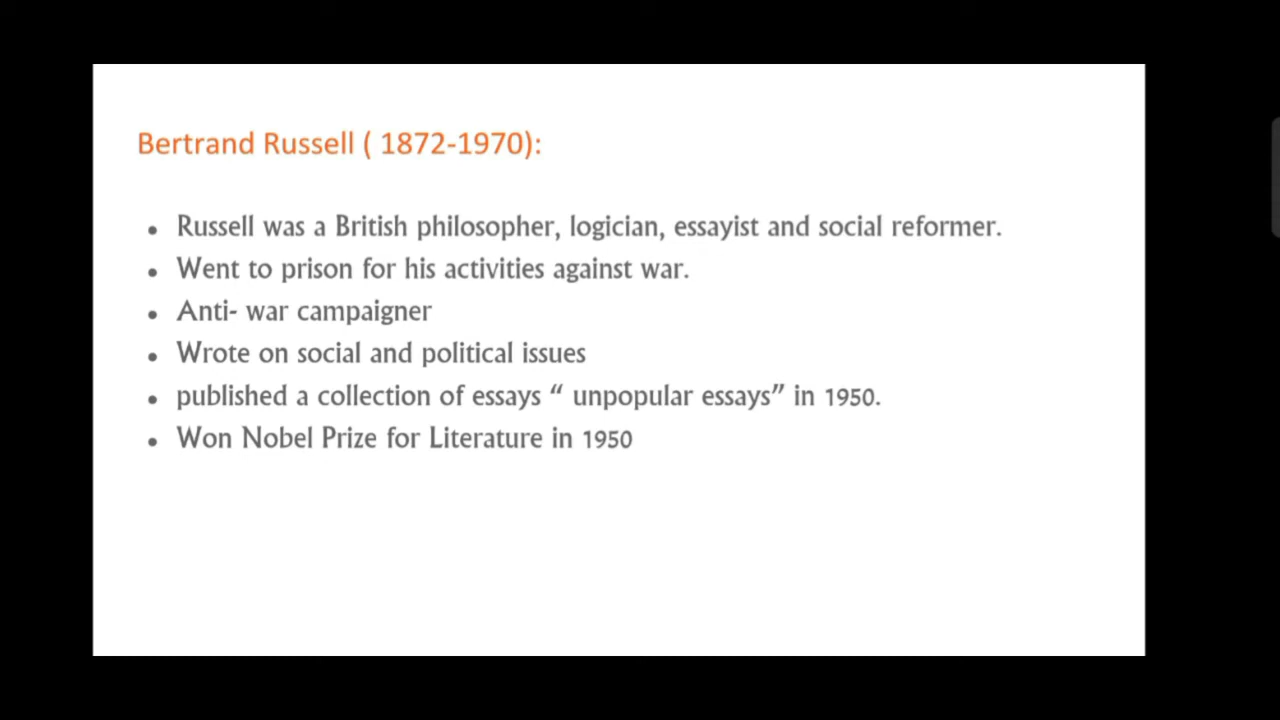 Bertrand Russell ( 1872-1970):
• Russell was a British philosopher, logician, essayist and social reformer.
• Went to prison for his activities against war.
• Anti- war campaigner
• Wrote on social and political issues
• published a collection of essays “ unpopular essays” in 1950.
• Won Nobel Prize for Literature in 1950